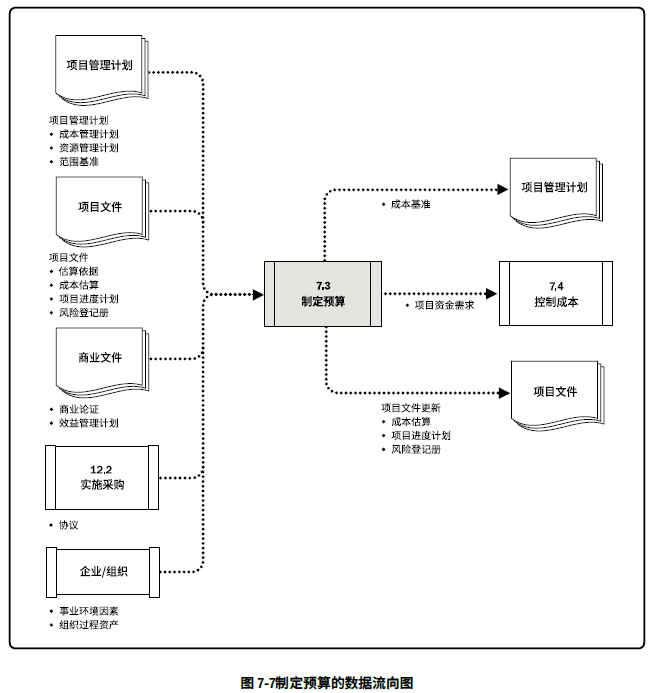 项目管理计划
项目管理计划
• 成本管理计划
• 资源管理计划
• 范围基准
项目文件
项目文件
• 估算依据
• 成本估算
• 项目进度计划
• 风险登记册
商业文件
• 商业论证
• 效益管理计划
12.2
实施采购
• 协议
企业/组织
• 事业环境因素
• 组织过程资产
7.3
制定预算
• 成本基准
项目管理计划
• 项目资金需求
7.4
控制成本
项目文件
项目文件更新
• 成本估算
• 项目进度计划
• 风险登记册
图 7-7制定预算的数据流向图